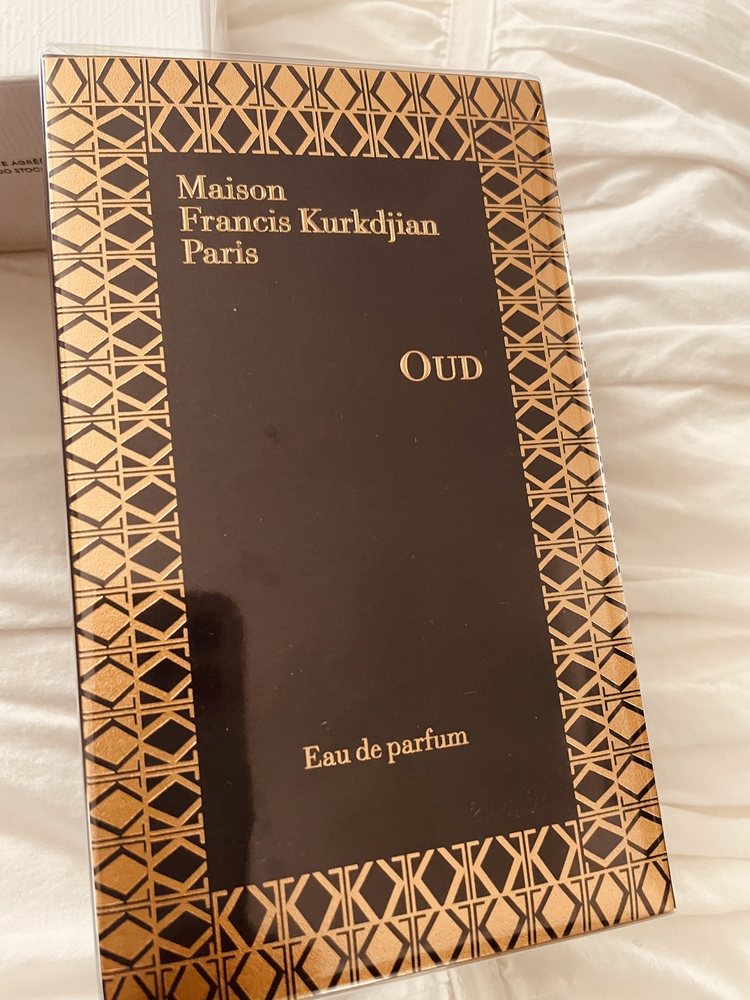 Maison
Francis Kurkdjian
Paris
OUD
Eau de parfum